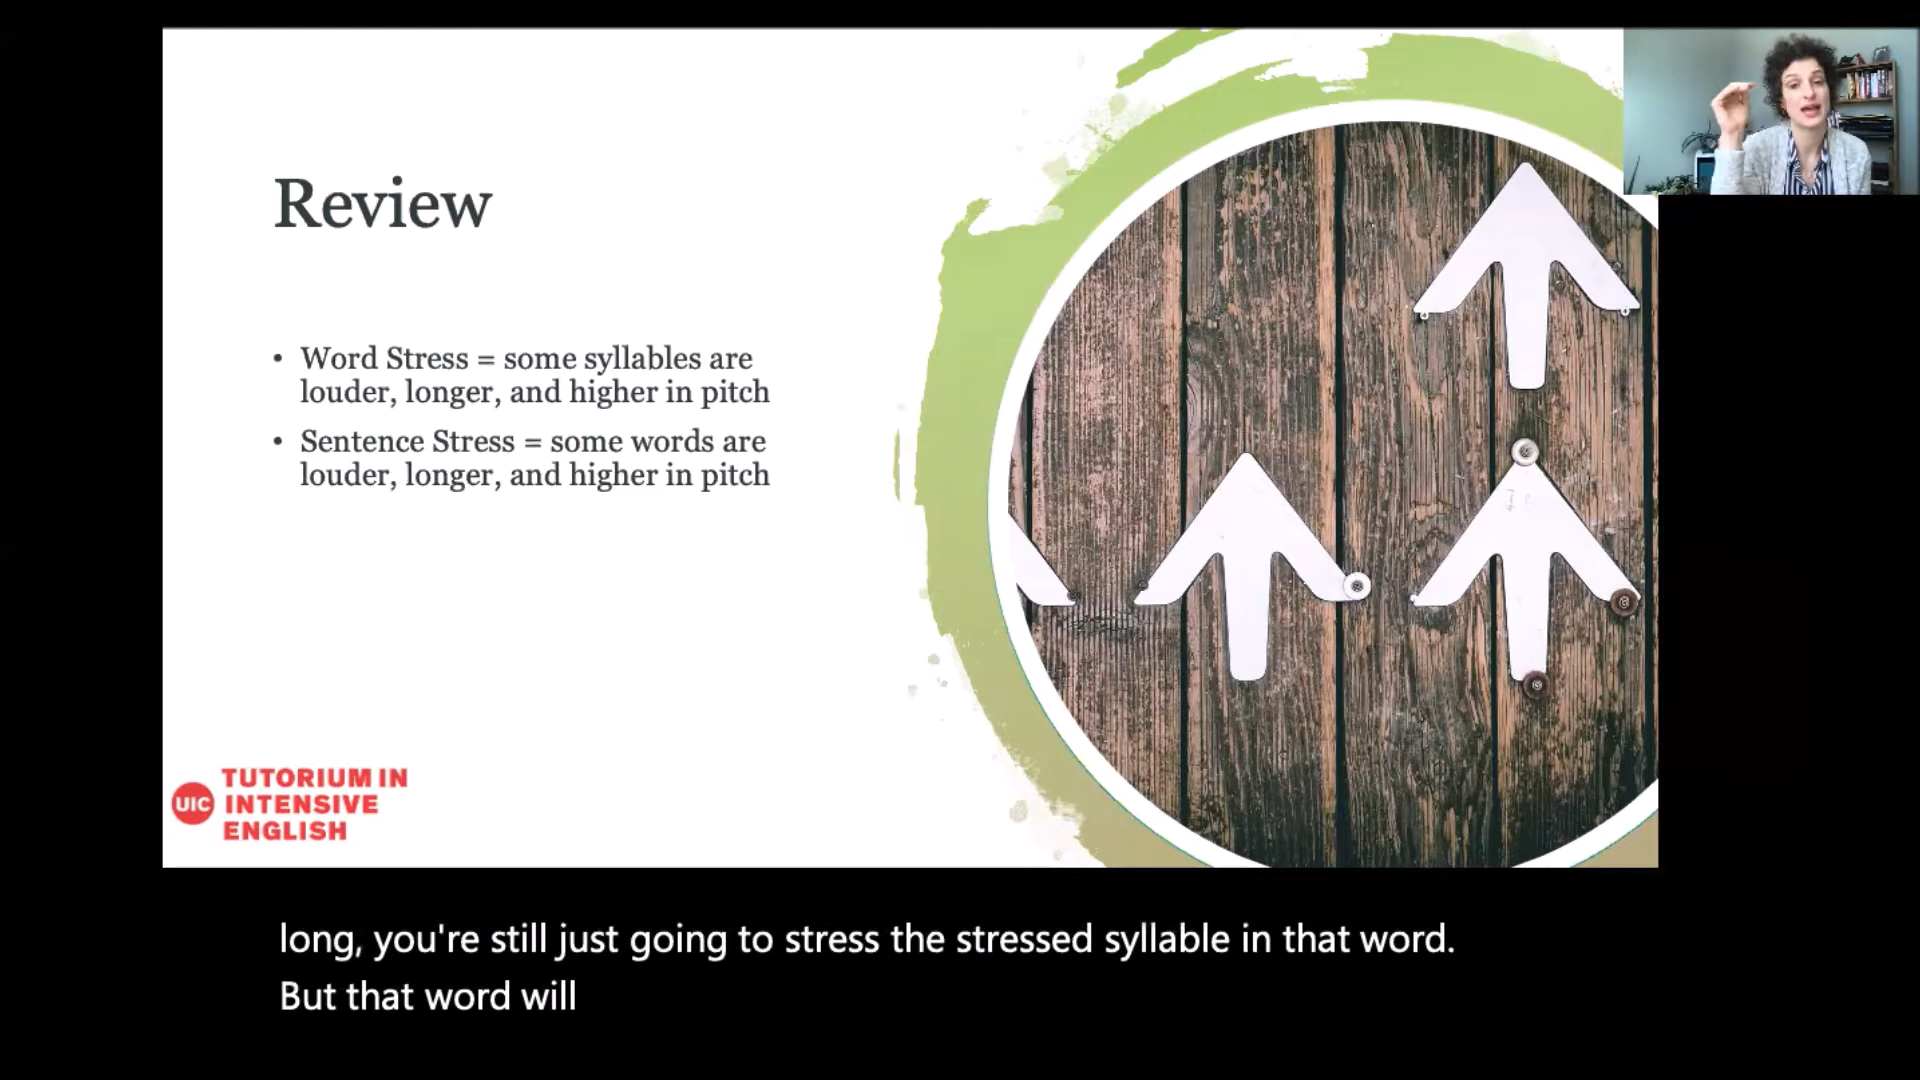 Review
• Word Stress = some syllables are
louder, longer, and higher in pitch
• Sentence Stress = some words are
louder, longer, and higher in pitch
UIC
TUTORIUM IN
INTENSIVE
ENGLISH
long, you're still just going to stress the stressed syllable in that word.
But that word will